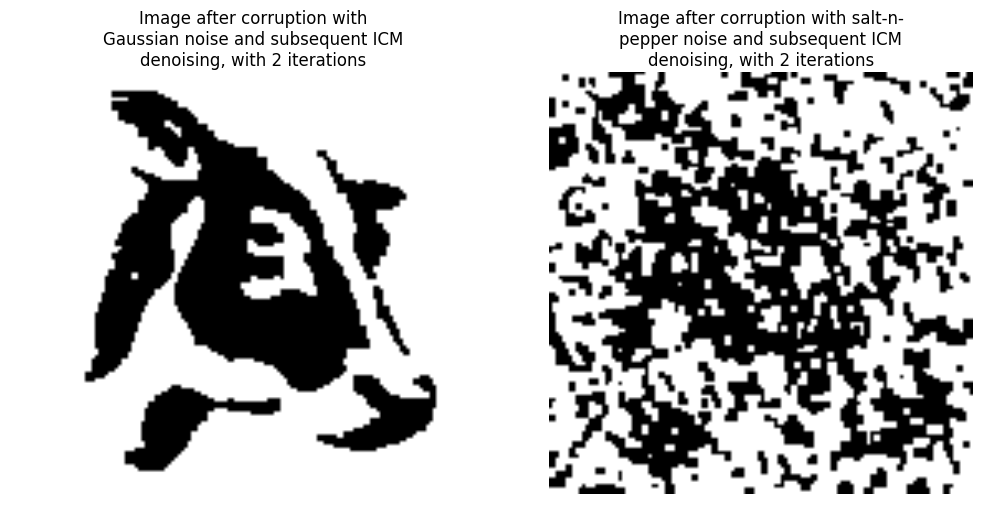 Image after corruption with
Gaussian noise and subsequent ICM
denoising, with 2 iterations
Image after corruption with salt-n-
pepper noise and subsequent ICM
denoising, with 2 iterations